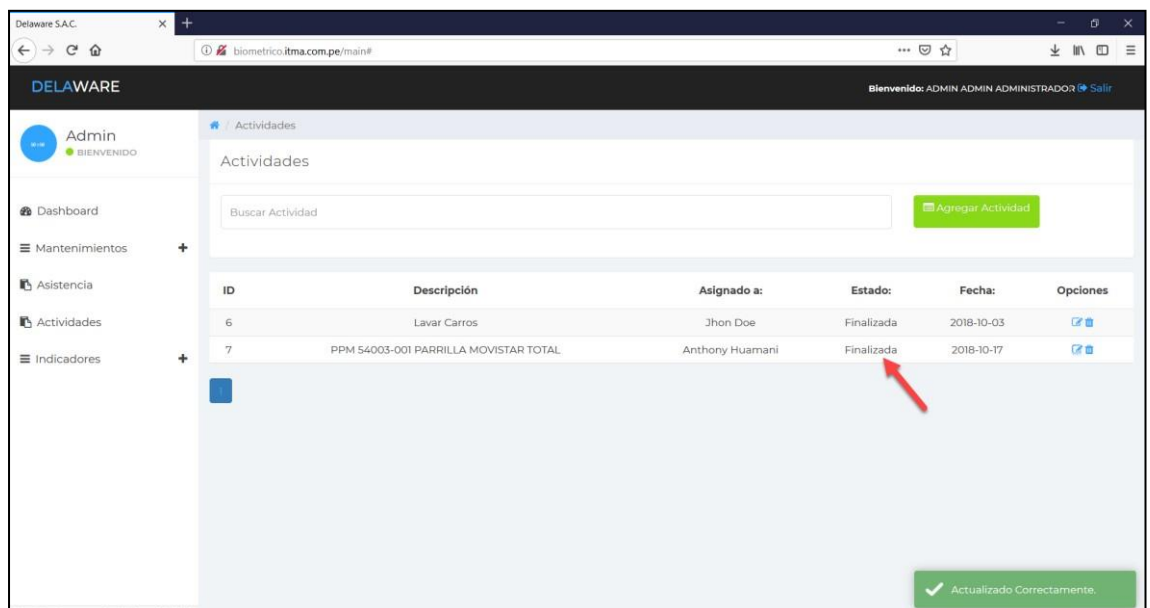 Delaware S.A.C.
biometrico.itma.com.pe/main#
DELAWARE
Bienvenido: ADMIN ADMIN ADMINISTRADOR Salir
Admin
BIENVENIDO
Dashboard
Mantenimientos
Asistencia
Actividades
Indicadores
/ Actividades
Actividades
Buscar Actividad
Agregar Actividad
ID Descripción Asignado a: Estado: Fecha: Opciones
6 Lavar Carros Jhon Doe Finalizada 2018-10-03
7 PPM 54003-001 PARRILLA MOVISTAR TOTAL Anthony Huamani Finalizada 2018-10-17
1
Actualizado Correctamente.